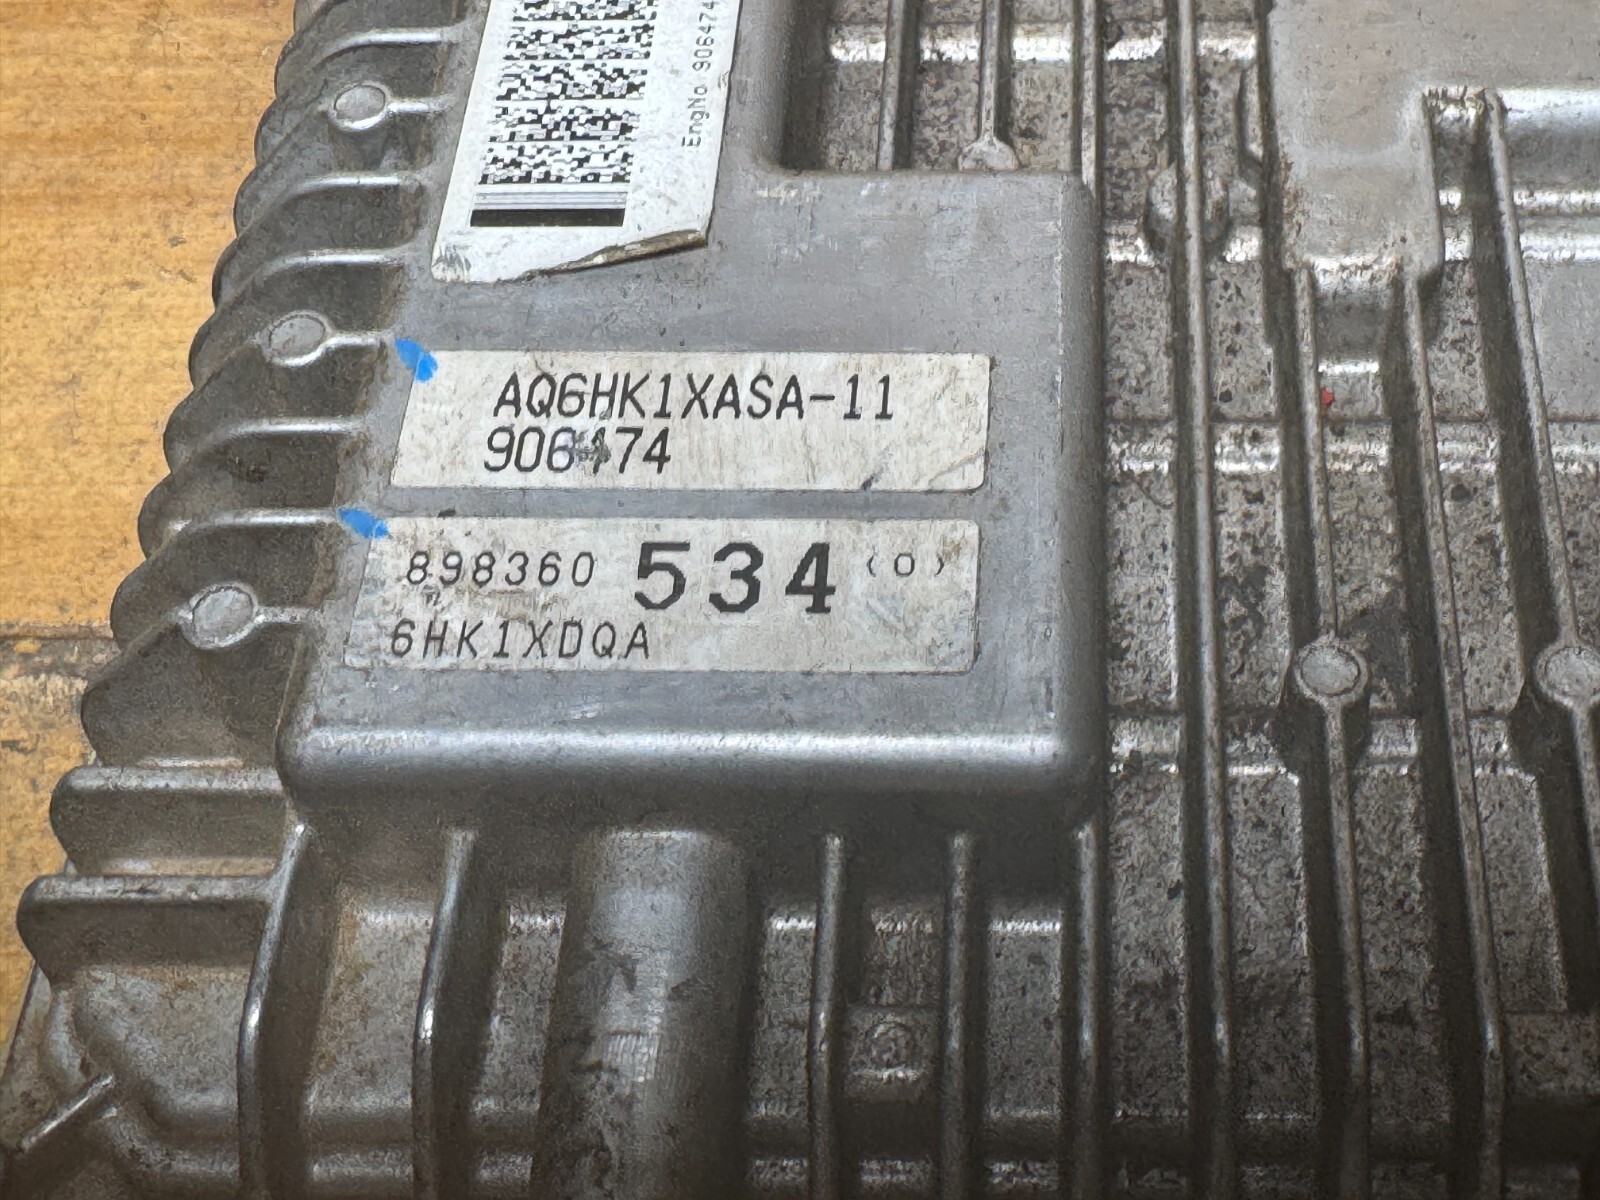 EngNo 906474
AQ6HK1XASA-11
906474
898360 534 (0)
6HK1XDQA